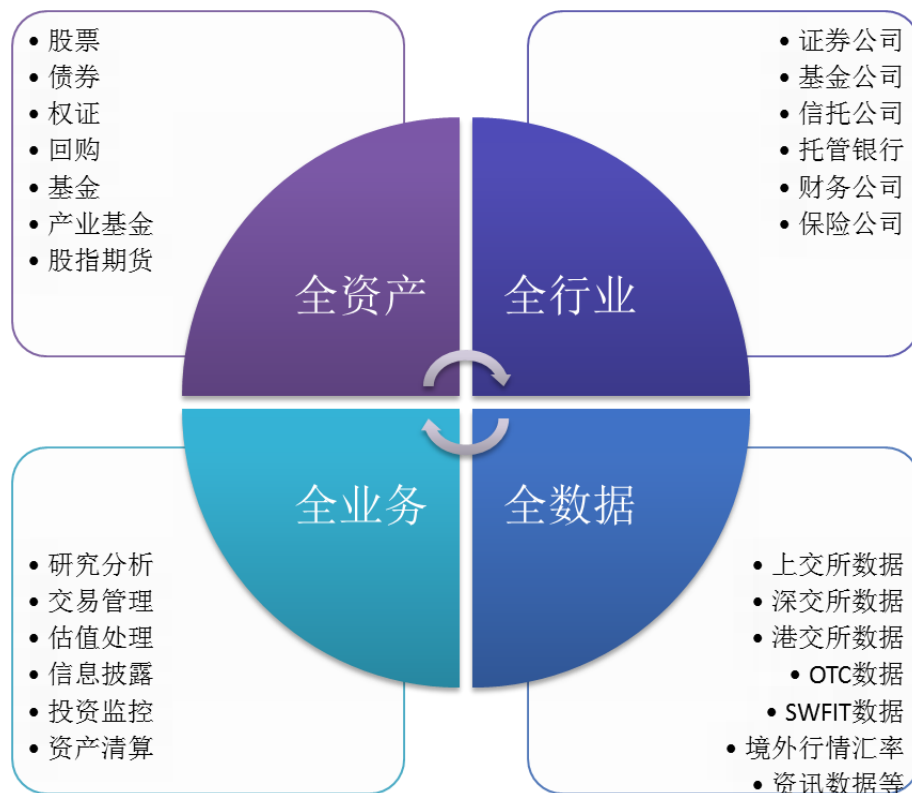 • 股票
• 债券
• 权证
• 回购
• 基金
• 产业基金
• 股指期货
• 证券公司
• 基金公司
• 信托公司
• 托管银行
• 财务公司
• 保险公司
全资产
全行业
全业务
全数据
• 研究分析
• 交易管理
• 估值处理
• 信息披露
• 投资监控
• 资产清算
• 上交所数据
• 深交所数据
• 港交所数据
• OTC数据
• SWFIT数据
• 境外行情汇率
• 资讯数据等